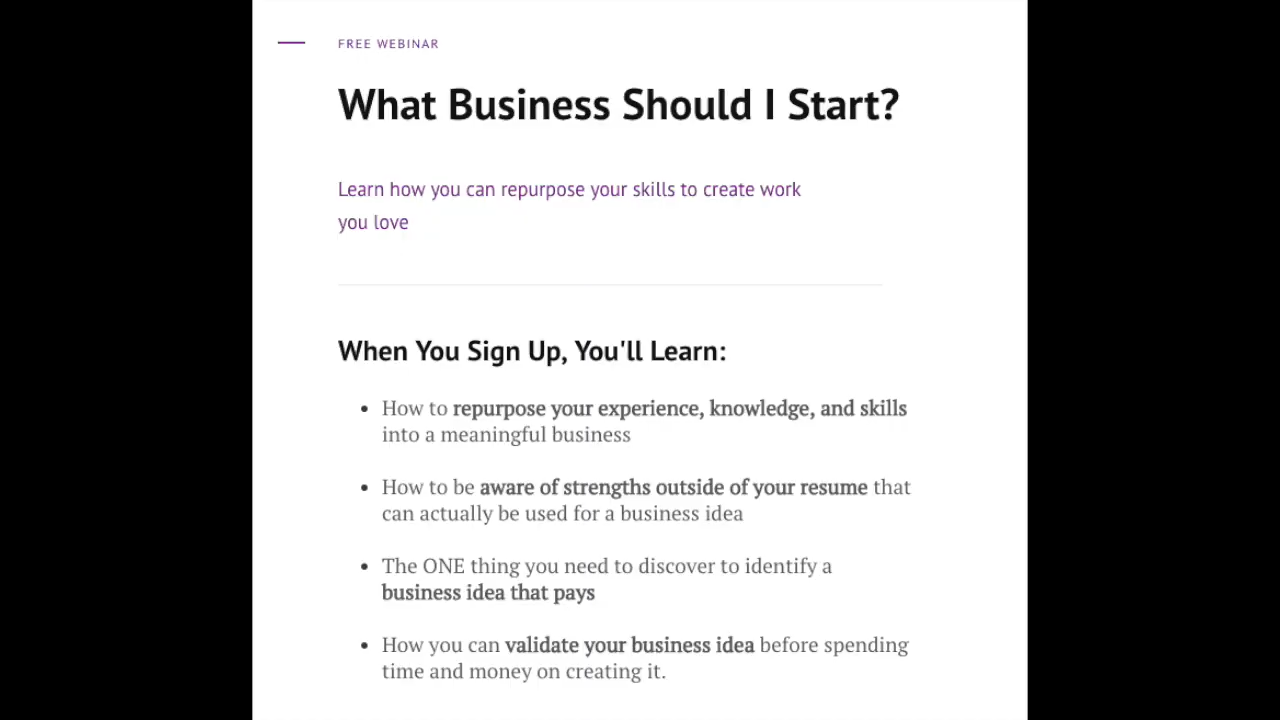 FREE WEBINAR
What Business Should I Start?
Learn how you can repurpose your skills to create work
you love
When You Sign Up, You'll Learn:
• How to repurpose your experience, knowledge, and skills
into a meaningful business
• How to be aware of strengths outside of your resume that
can actually be used for a business idea
• The ONE thing you need to discover to identify a
business idea that pays
• How you can validate your business idea before spending
time and money on creating it.